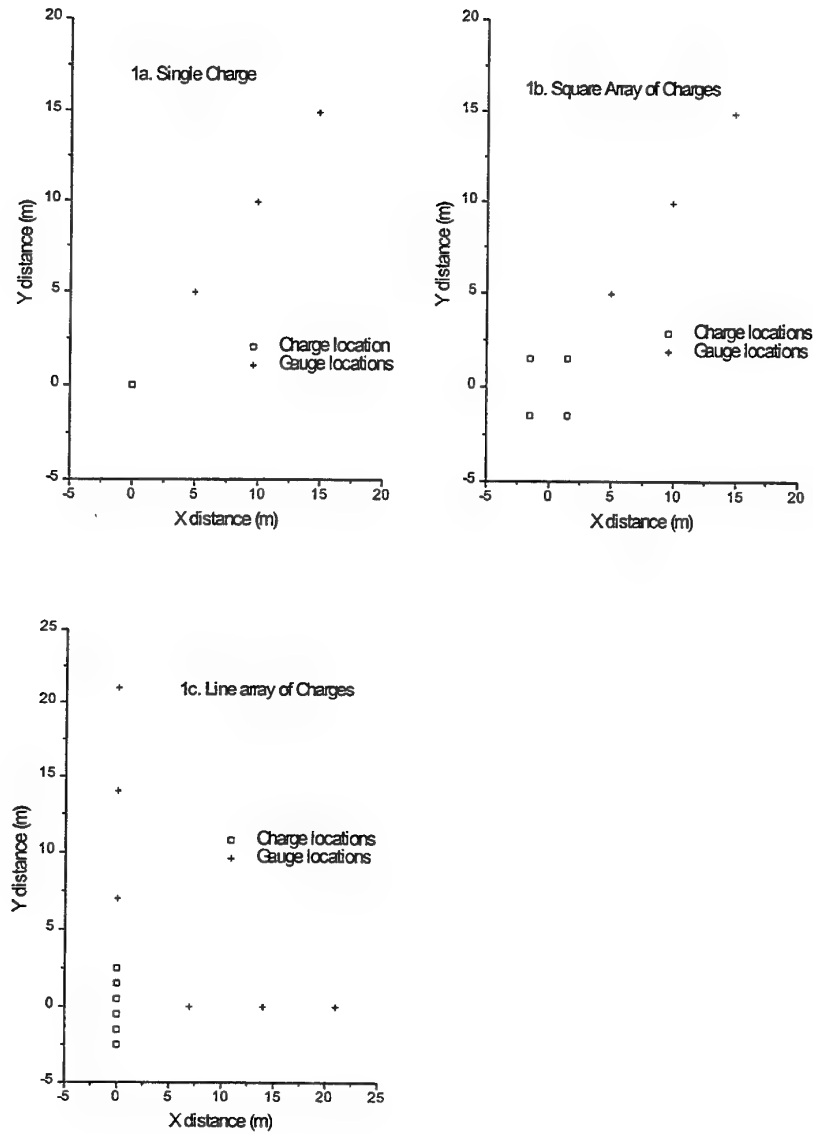 20
1a. Single Charge
15
10
Y distance (m)
5
Charge location
Gauge locations
0
-5
-5 0 5 10 15 20
X distance (m)
20
1b. Square Array of Charges
15
10
Y distance (m)
5
Charge locations
Gauge locations
0
-5
-5 0 5 10 15 20
X distance (m)
25
1c. Line array of Charges
20
15
Charge locations
Gauge locations
10
Y distance (m)
5
0
-5
-5 0 5 10 15 20 25
X distance (m)